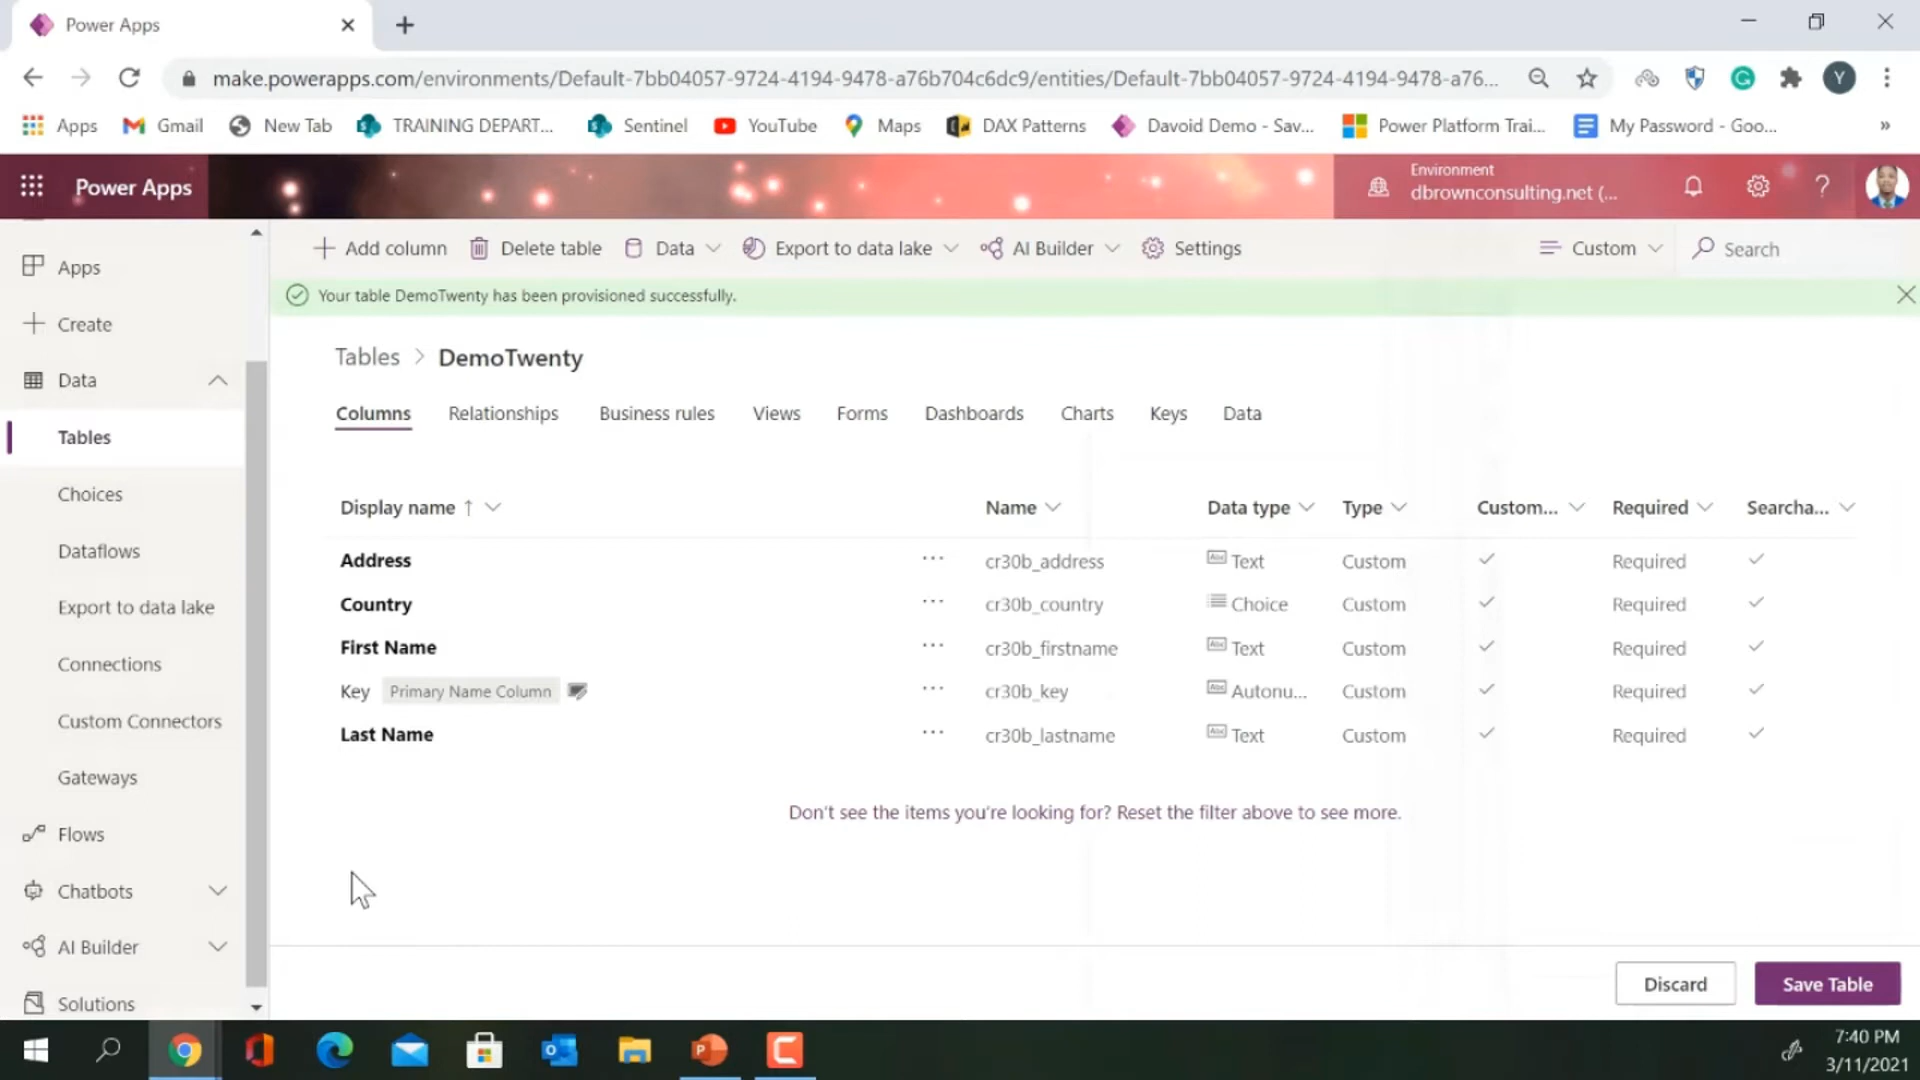 Power Apps
make.powerapps.com/environments/Default-7bb04057-9724-4194-9478-a76b704c6dc9/entities/Default-7bb04057-9724-4194-9478-a76...
Y
Apps Gmail New Tab TRAINING DEPART... Sentinel YouTube Maps DAX Patterns Davoid Demo - Sav... Power Platform Trai... My Password - Goo... »
Power Apps
Environment
dbrownconsulting.net (...
?
Apps
Create
Data
Tables
Choices
Dataflows
Export to data lake
Connections
Custom Connectors
Gateways
Flows
Chatbots
AI Builder
Solutions
Add column Delete table Data Export to data lake AI Builder Settings Custom Search
Your table DemoTwenty has been provisioned successfully.
Tables > DemoTwenty
Columns Relationships Business rules Views Forms Dashboards Charts Keys Data
Display name ↑ Name Data type Type Custom... Required Searcha...
Address ... cr30b_address Abc Text Custom Required
Country ... cr30b_country Choice Custom Required
First Name ... cr30b_firstname Abc Text Custom Required
Key Primary Name Column ... cr30b_key Abc Autonu... Custom Required
Last Name ... cr30b_lastname Abc Text Custom Required
Don't see the items you're looking for? Reset the filter above to see more.
Discard Save Table
7:40 PM
3/11/2021